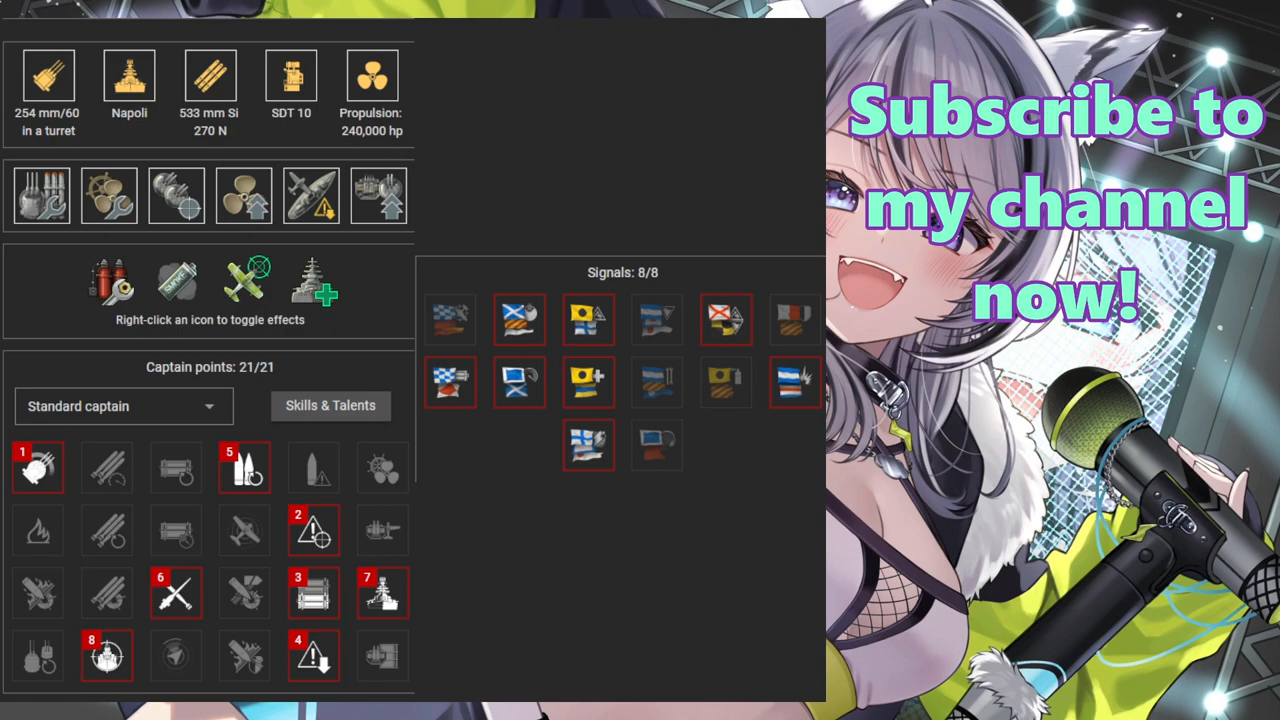 254 mm/60
in a turret
Napoli
533 mm Si
270 N
SDT 10
Propulsion:
240,000 hp
Right-click an icon to toggle effects
Captain points: 21/21
Standard captain
Skills & Talents
1
5
2
6
3
7
8
4
Signals: 8/8
Subscribe to
my channel
now!